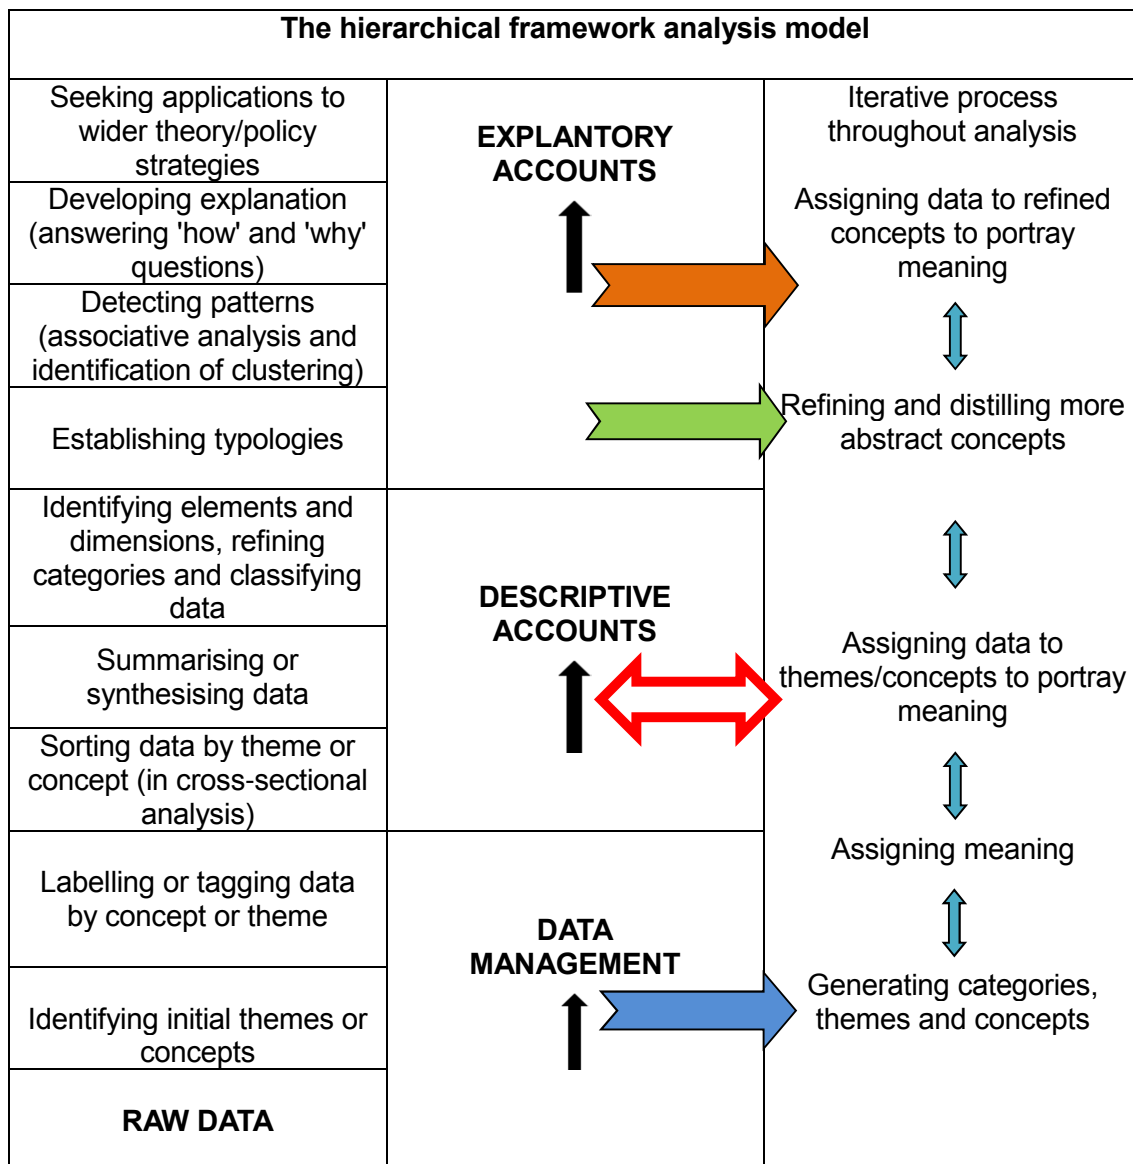 The hierarchical framework analysis model
Seeking applications to
wider theory/policy
strategies
Developing explanation
(answering 'how' and 'why'
questions)
Detecting patterns
(associative analysis and
identification of clustering)
Establishing typologies
Identifying elements and
dimensions, refining
categories and classifying
data
Summarising or
synthesising data
Sorting data by theme or
concept (in cross-sectional
analysis)
Labelling or tagging data
by concept or theme
Identifying initial themes or
concepts
RAW DATA
EXPLANTORY
ACCOUNTS
DESCRIPTIVE
ACCOUNTS
DATA
MANAGEMENT
Iterative process
throughout analysis
Assigning data to refined
concepts to portray
meaning
Refining and distilling more
abstract concepts
Assigning data to
themes/concepts to portray
meaning
Assigning meaning
Generating categories,
themes and concepts